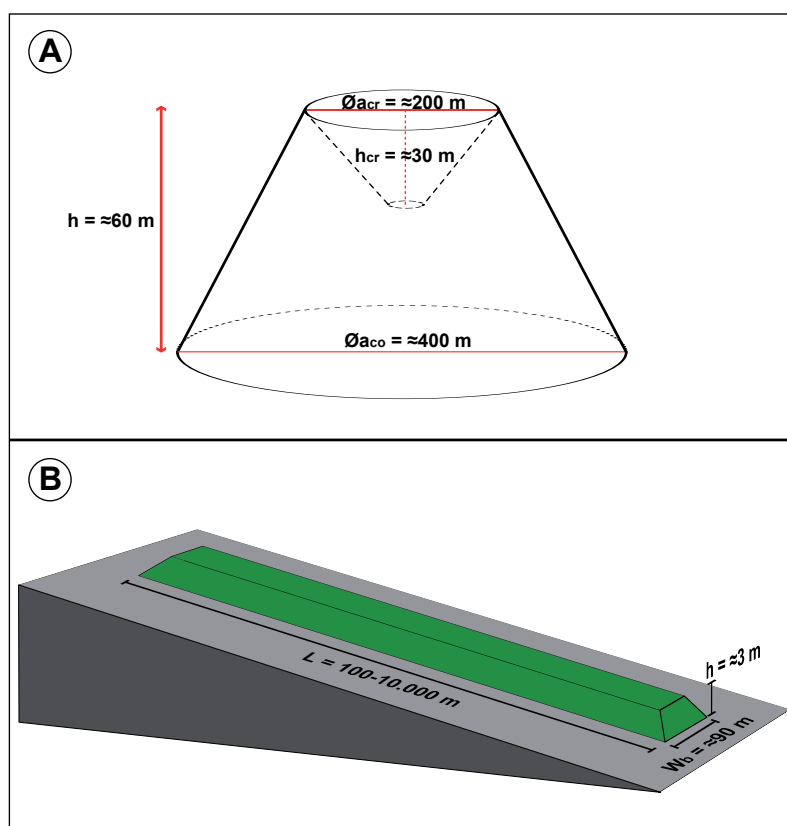 A
Øacr = ≈200 m
hcr = ≈30 m
h = ≈60 m
Øaco = ≈400 m
B
h = ≈3 m
L = 100-10.000 m
Wb = ≈90 m